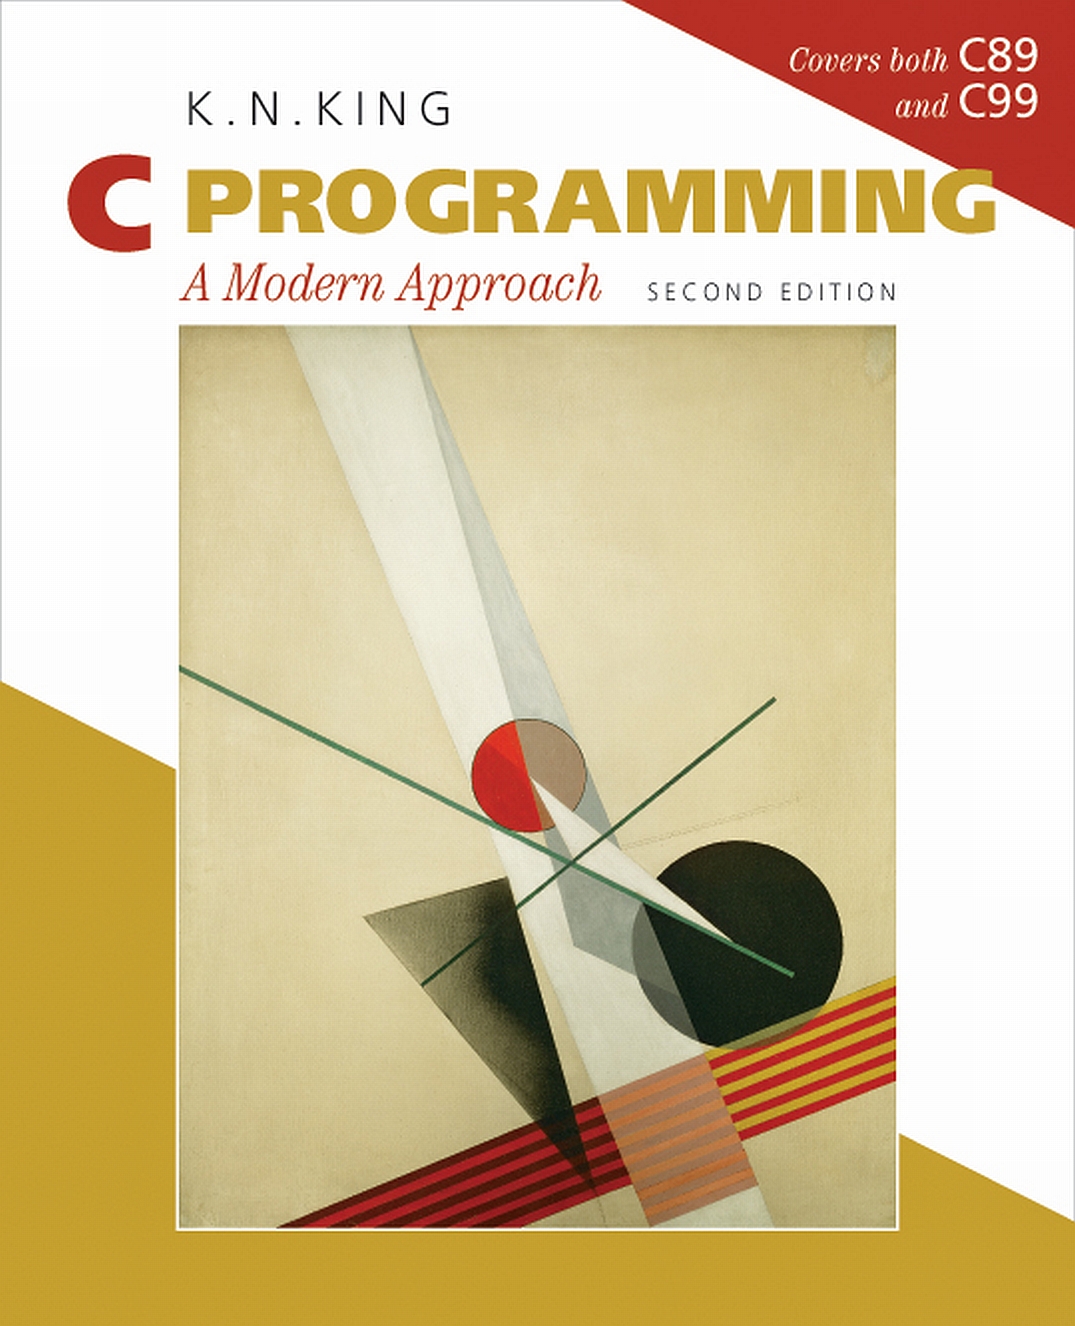 Covers both C89
and C99
K.N.KING
C PROGRAMMING
A Modern Approach SECOND EDITION